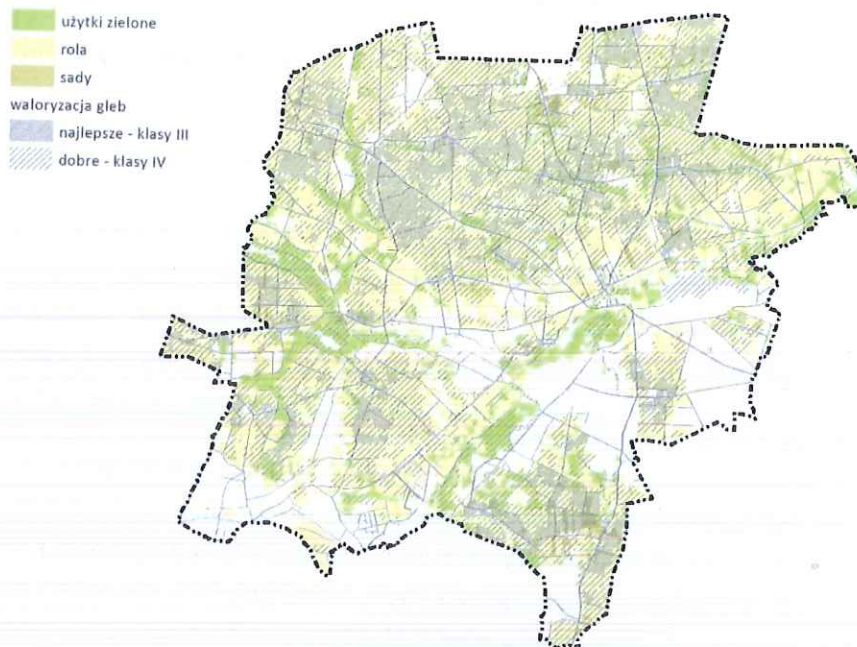 użytki zielone
rola
sady
waloryzacja gleb
najlepsze - klasy III
dobre - klasy IV